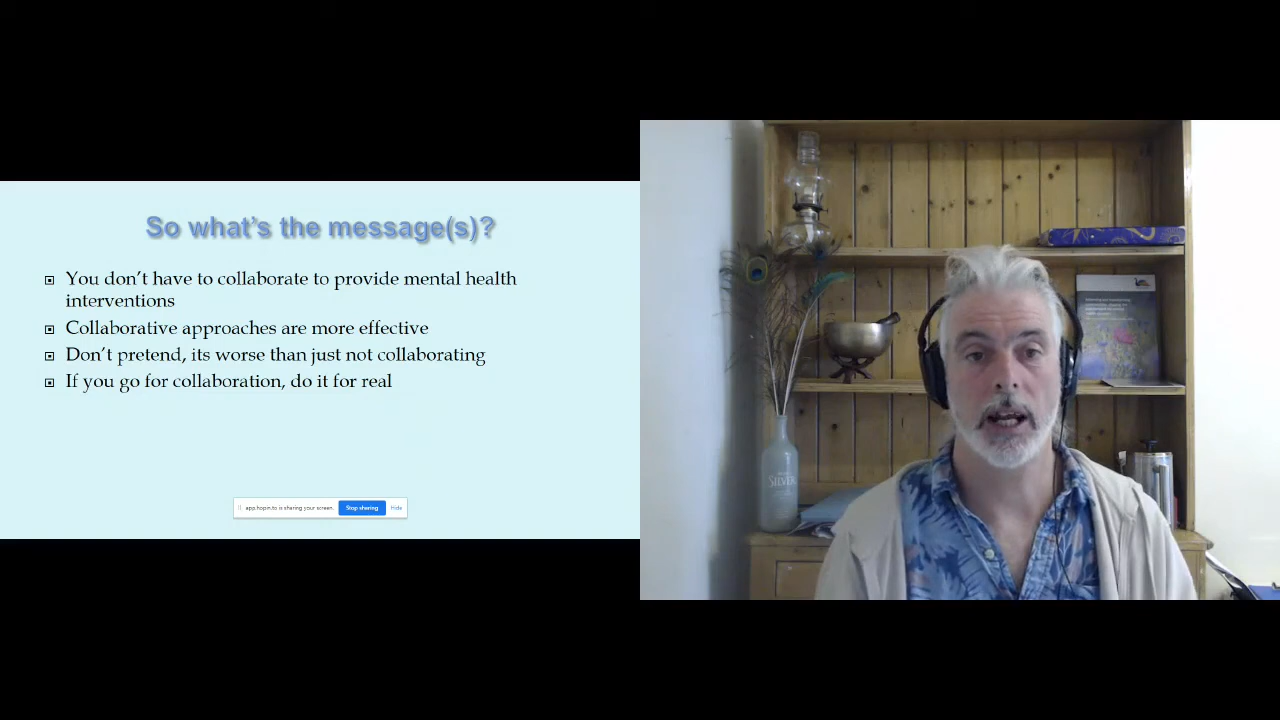 So what's the message(s)?
You don't have to collaborate to provide mental health
interventions
Collaborative approaches are more effective
Don't pretend, its worse than just not collaborating
If you go for collaboration, do it for real
app.hopin.to is sharing your screen.
Stop sharing
Hide
SILVER